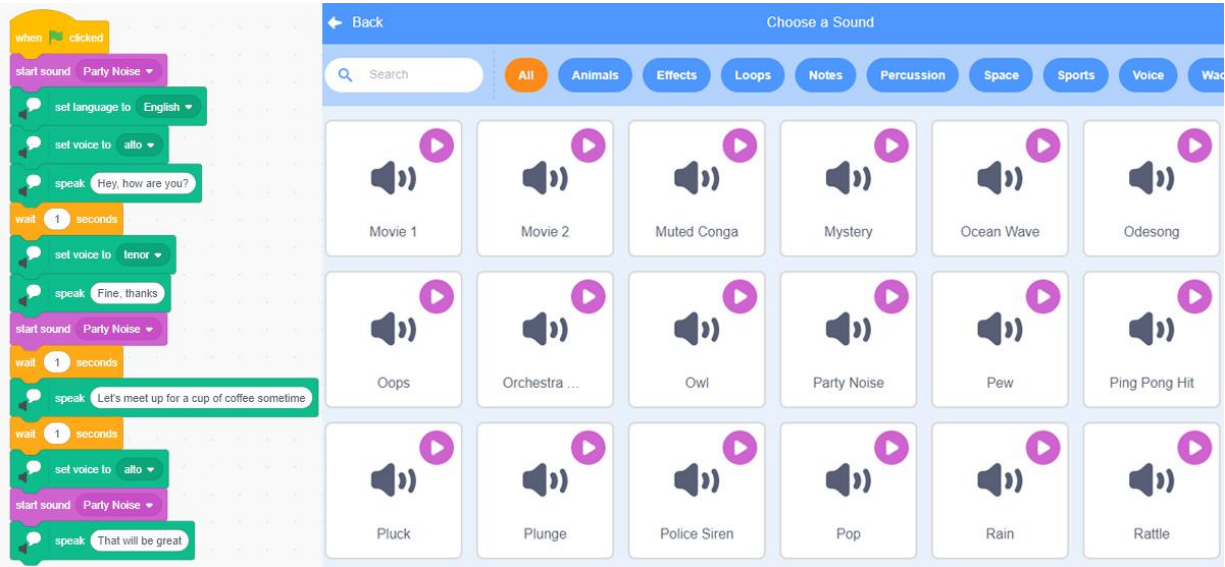 when clicked
start sound Party Noise
set language to English
set voice to alto
speak Hey, how are you?
wait 1 seconds
set voice to tenor
speak Fine, thanks
start sound Party Noise
wait 1 seconds
speak Let's meet up for a cup of coffee sometime
wait 1 seconds
set voice to alto
start sound Party Noise
speak That will be great
Back Choose a Sound
Search All Animals Effects Loops Notes Percussion Space Sports Voice Wac
Movie 1 Movie 2 Muted Conga Mystery Ocean Wave Odesong
Oops Orchestra ... Owl Party Noise Pew Ping Pong Hit
Pluck Plunge Police Siren Pop Rain Rattle